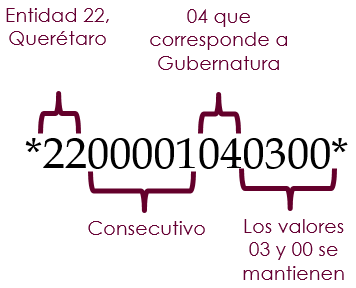 Entidad 22,
Querétaro
04 que
corresponde a
Gubernatura
*2200001040300*
Consecutivo
Los valores
03 y 00 se
mantienen